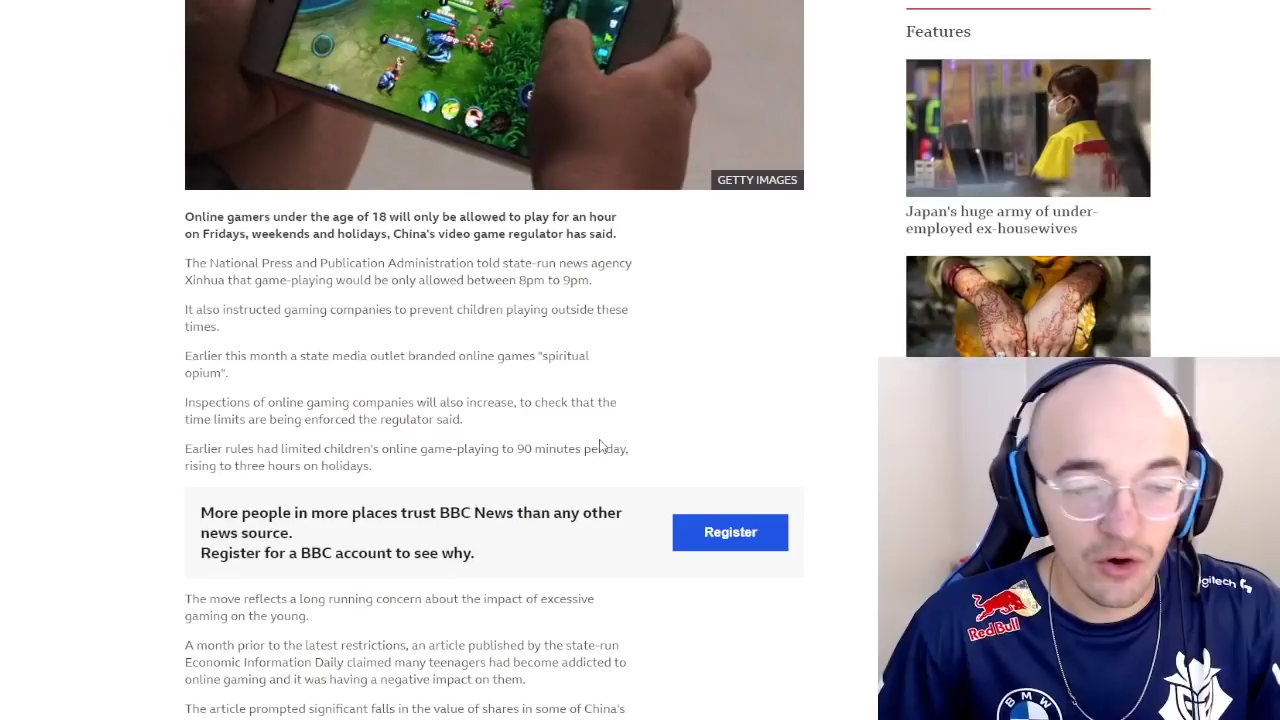 GETTY IMAGES
Online gamers under the age of 18 will only be allowed to play for an hour
on Fridays, weekends and holidays, China's video game regulator has said.
The National Press and Publication Administration told state-run news agency
Xinhua that game-playing would be only allowed between 8pm to 9pm.
It also instructed gaming companies to prevent children playing outside these
times.
Earlier this month a state media outlet branded online games "spiritual
opium".
Inspections of online gaming companies will also increase, to check that the
time limits are being enforced the regulator said.
Earlier rules had limited children's online game-playing to 90 minutes per day,
rising to three hours on holidays.
More people in more places trust BBC News than any other
news source.
Register for a BBC account to see why.
Register
The move reflects a long running concern about the impact of excessive
gaming on the young.
A month prior to the latest restrictions, an article published by the state-run
Economic Information Daily claimed many teenagers had become addicted to
online gaming and it was having a negative impact on them.
The article prompted significant falls in the value of shares in some of China's
Features
Japan's huge army of under-
employed ex-housewives
Red Bull
logitech
BMW